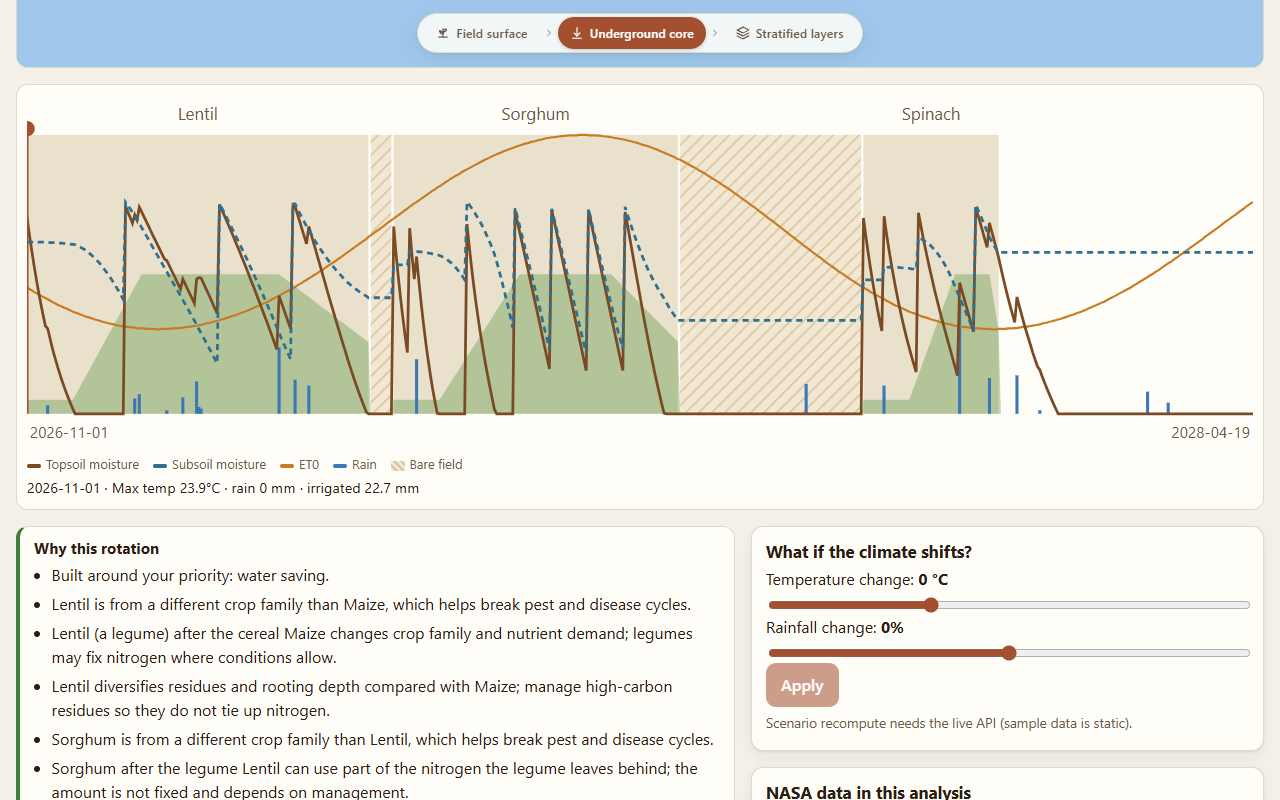 Field surface › Underground core › Stratified layers
Lentil Sorghum Spinach
2026-11-01 2028-04-19
Topsoil moisture Subsoil moisture ET0 Rain Bare field
2026-11-01 · Max temp 23.9°C · rain 0 mm · irrigated 22.7 mm
Why this rotation
• Built around your priority: water saving.
• Lentil is from a different crop family than Maize, which helps break pest and disease cycles.
• Lentil (a legume) after the cereal Maize changes crop family and nutrient demand; legumes
may fix nitrogen where conditions allow.
• Lentil diversifies residues and rooting depth compared with Maize; manage high-carbon
residues so they do not tie up nitrogen.
• Sorghum is from a different crop family than Lentil, which helps break pest and disease cycles.
• Sorghum after the legume Lentil can use part of the nitrogen the legume leaves behind; the
amount is not fixed and depends on management.
What if the climate shifts?
Temperature change: 0 °C
Rainfall change: 0%
Apply
Scenario recompute needs the live API (sample data is static).
NASA data in this analysis